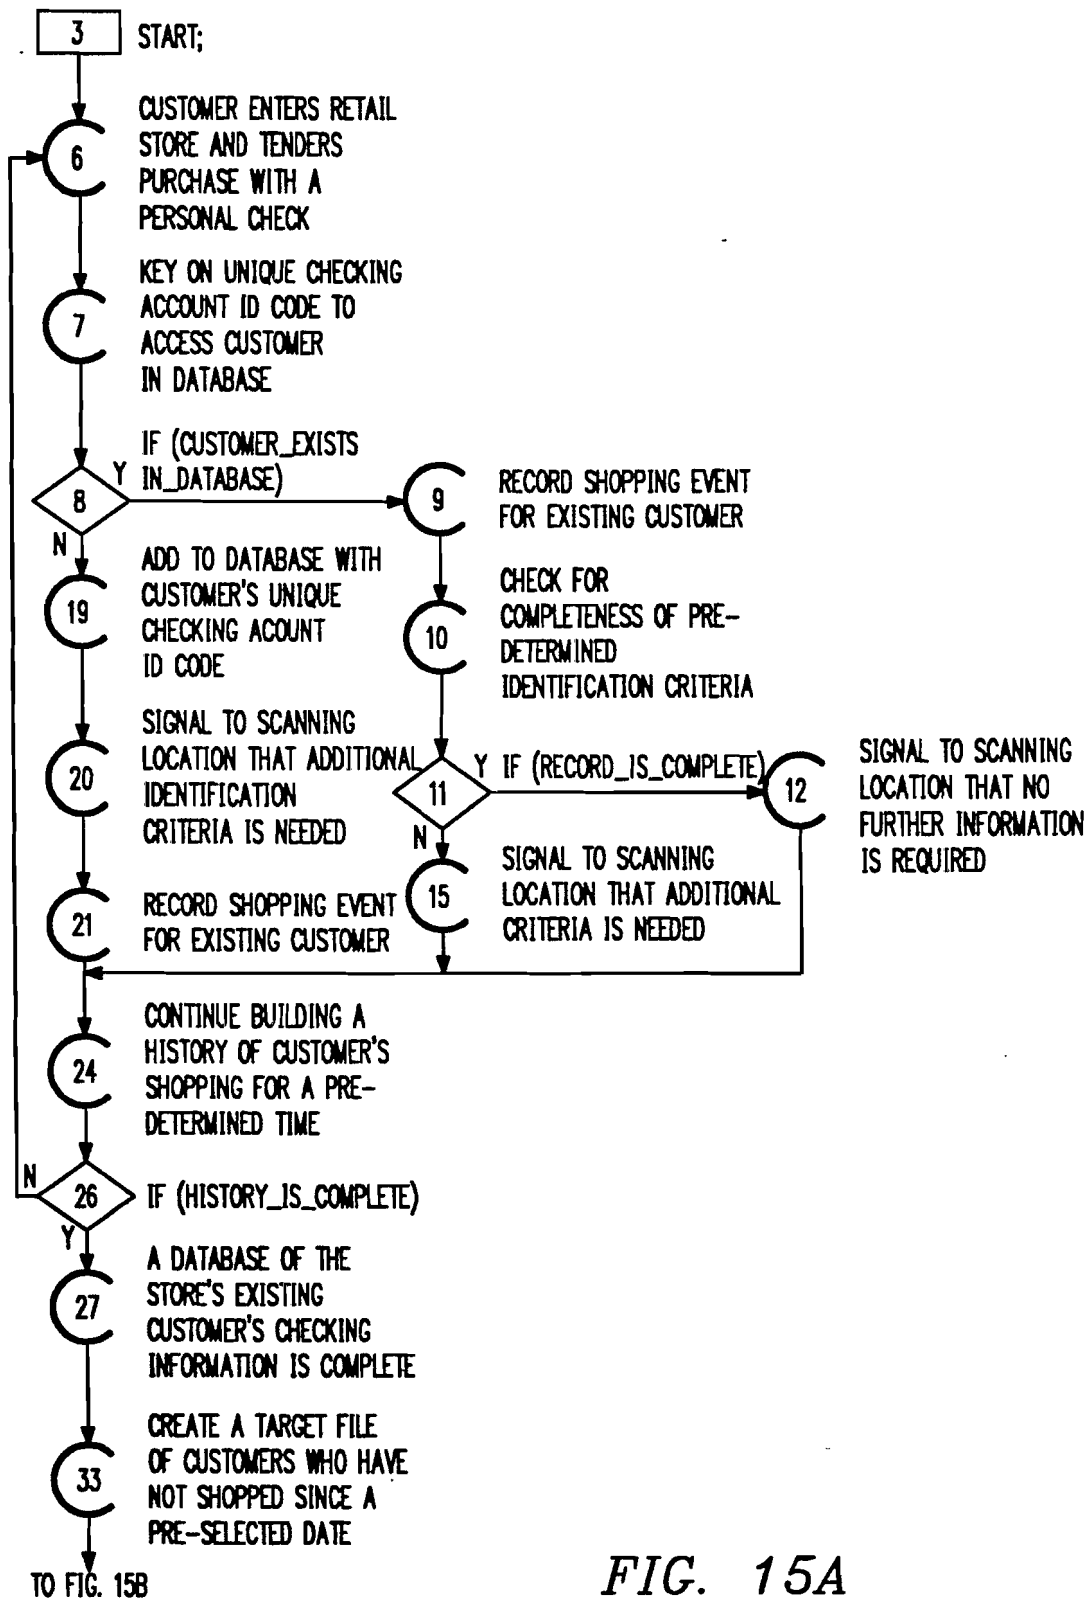 3 START;
CUSTOMER ENTERS RETAIL
STORE AND TENDERS
6
PURCHASE WITH A
PERSONAL CHECK
KEY ON UNIQUE CHECKING
ACCOUNT ID CODE TO
7
ACCESS CUSTOMER
IN DATABASE
IF (CUSTOMER_EXISTS
Y IN_DATABASE)
8
N
9
RECORD SHOPPING EVENT
FOR EXISTING CUSTOMER
ADD TO DATABASE WITH
CUSTOMER'S UNIQUE
19
CHECKING ACOUNT
ID CODE
CHECK FOR
COMPLETENESS OF PRE-
10
DETERMINED
IDENTIFICATION CRITERIA
SIGNAL TO SCANNING
LOCATION THAT ADDITIONAL
20
IDENTIFICATION
CRITERIA IS NEEDED
Y IF (RECORD_IS_COMPLETE)
11
N
12
SIGNAL TO SCANNING
LOCATION THAT NO
FURTHER INFORMATION
IS REQUIRED
SIGNAL TO SCANNING
15
LOCATION THAT ADDITIONAL
CRITERIA IS NEEDED
21
RECORD SHOPPING EVENT
FOR EXISTING CUSTOMER
CONTINUE BUILDING A
HISTORY OF CUSTOMER'S
24
SHOPPING FOR A PRE-
DETERMINED TIME
N
26 IF (HISTORY_IS_COMPLETE)
Y
A DATABASE OF THE
STORE'S EXISTING
27
CUSTOMER'S CHECKING
INFORMATION IS COMPLETE
CREATE A TARGET FILE
OF CUSTOMERS WHO HAVE
33
NOT SHOPPED SINCE A
PRE-SELECTED DATE
TO FIG. 15B
FIG. 15A